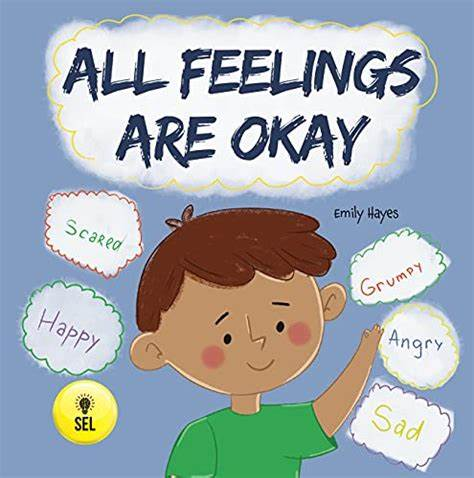 ALL FEELINGS
ARE OKAY
Emily Hayes
Scared
Grumpy
Happy
Angry
Sad
SEL